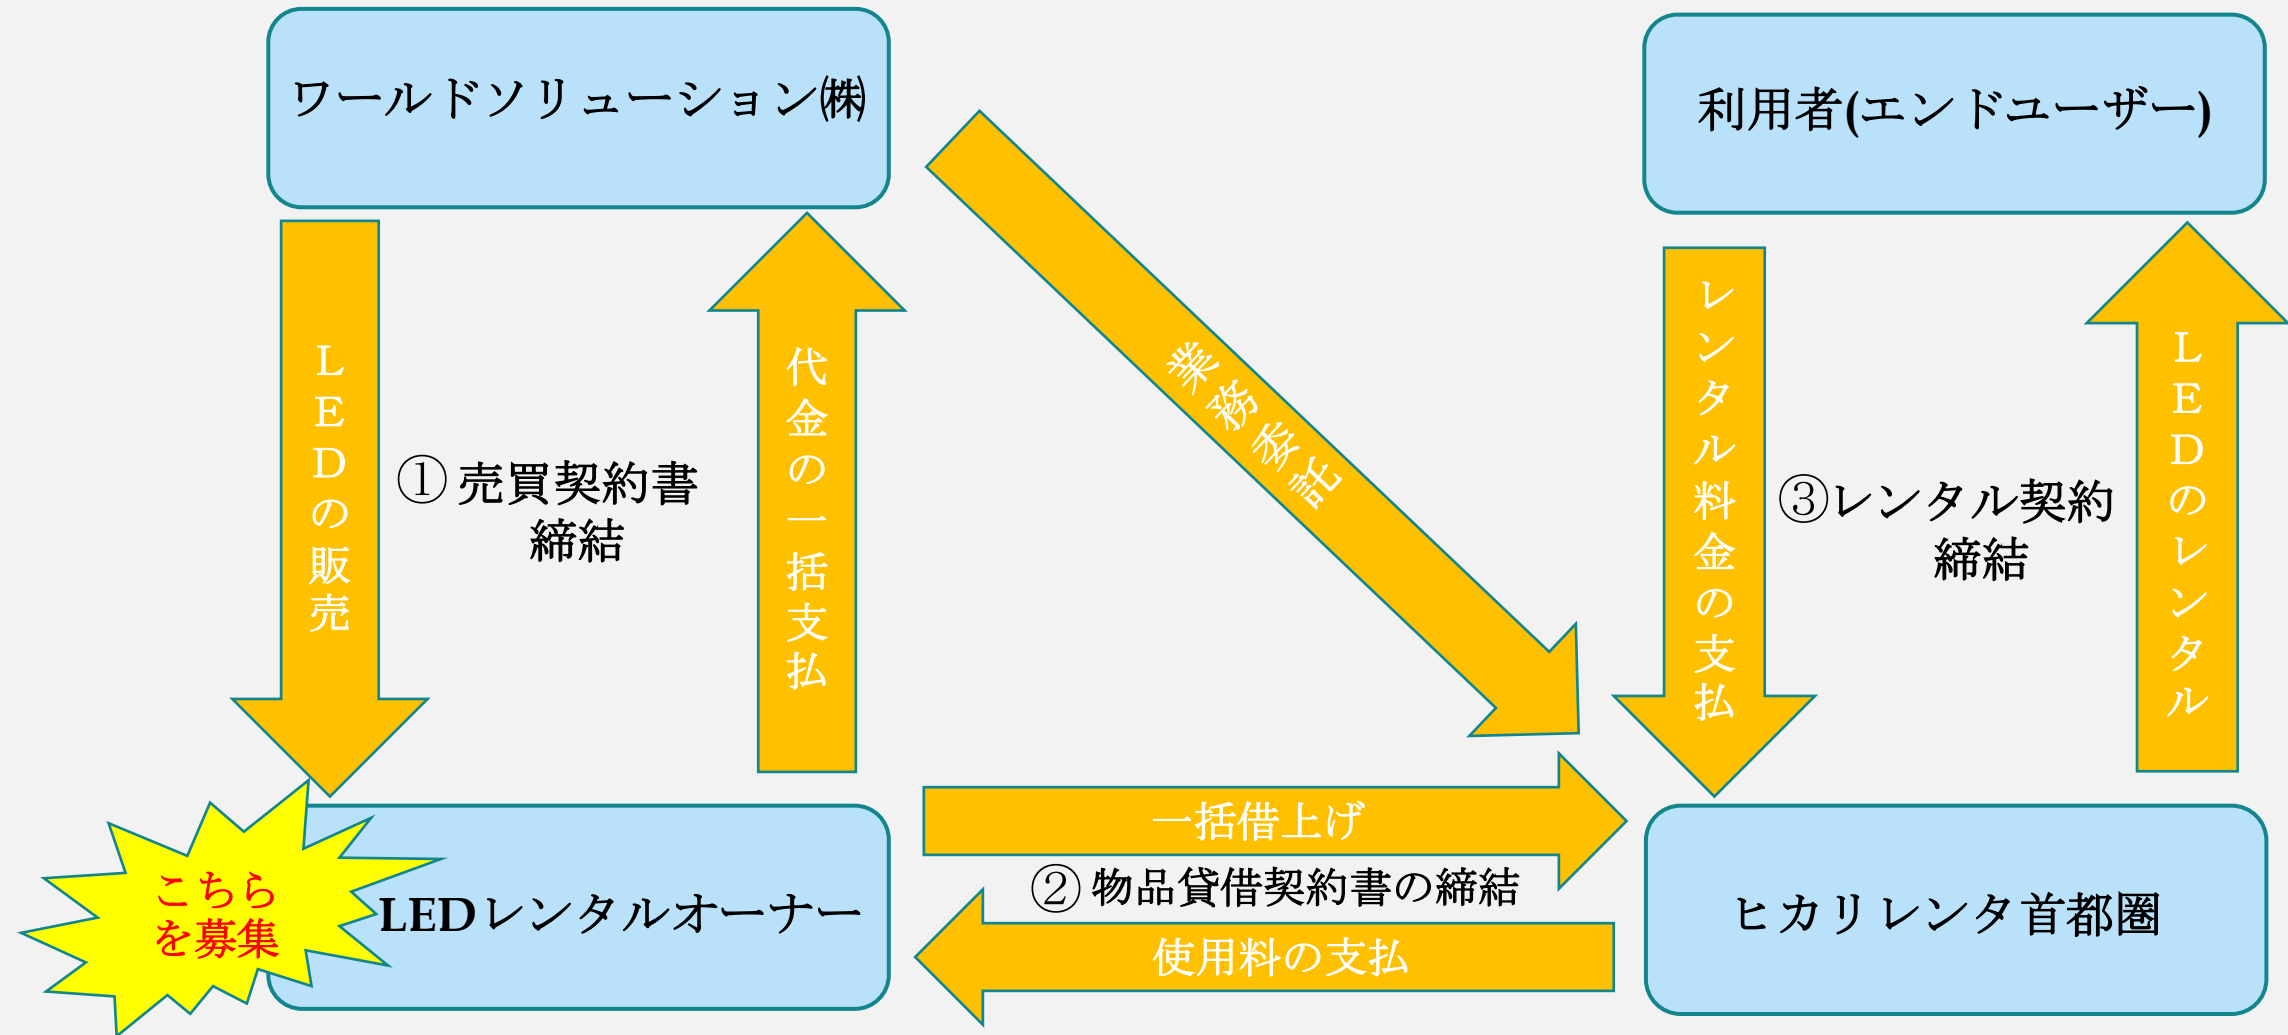 ワールドソリューション㈱
利用者(エンドユーザー)
LEDの販売
① 売買契約書
締結
代金の一括支払
業務委託
レンタル料金の支払
③レンタル契約
締結
LEDのレンタル
こちら
を募集
LEDレンタルオーナー
一括借上げ
② 物品貸借契約書の締結
使用料の支払
ヒカリレンタ首都圏